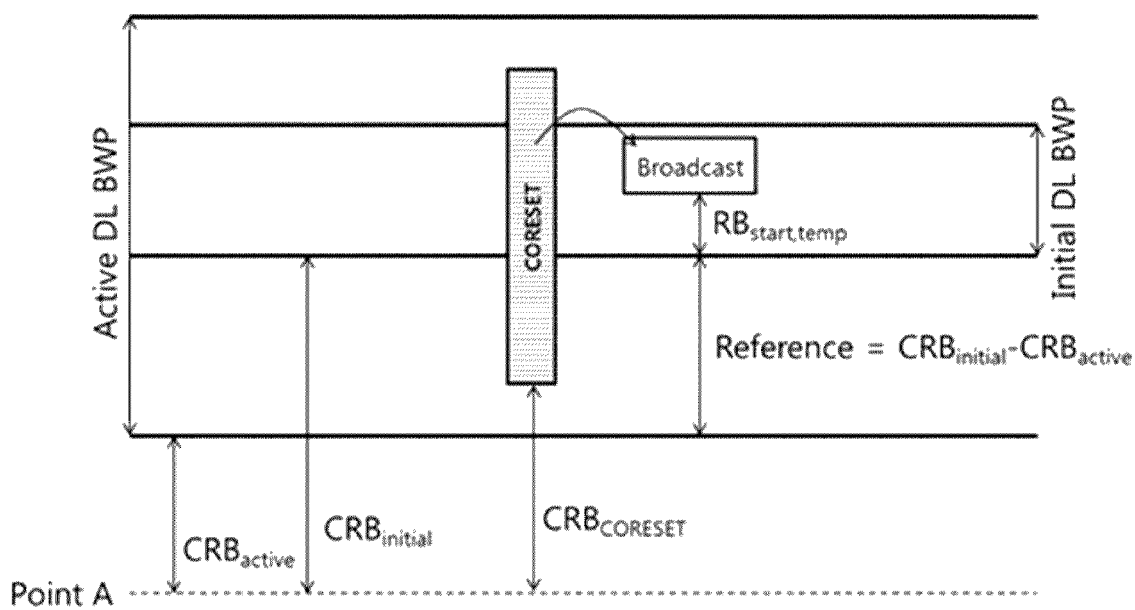 Active DL BWP
CORESET
Broadcast
RBstart,temp
Initial DL BWP
Reference = CRBinitial-CRBactive
CRBactive
CRBinitial
CRBCORESET
Point A